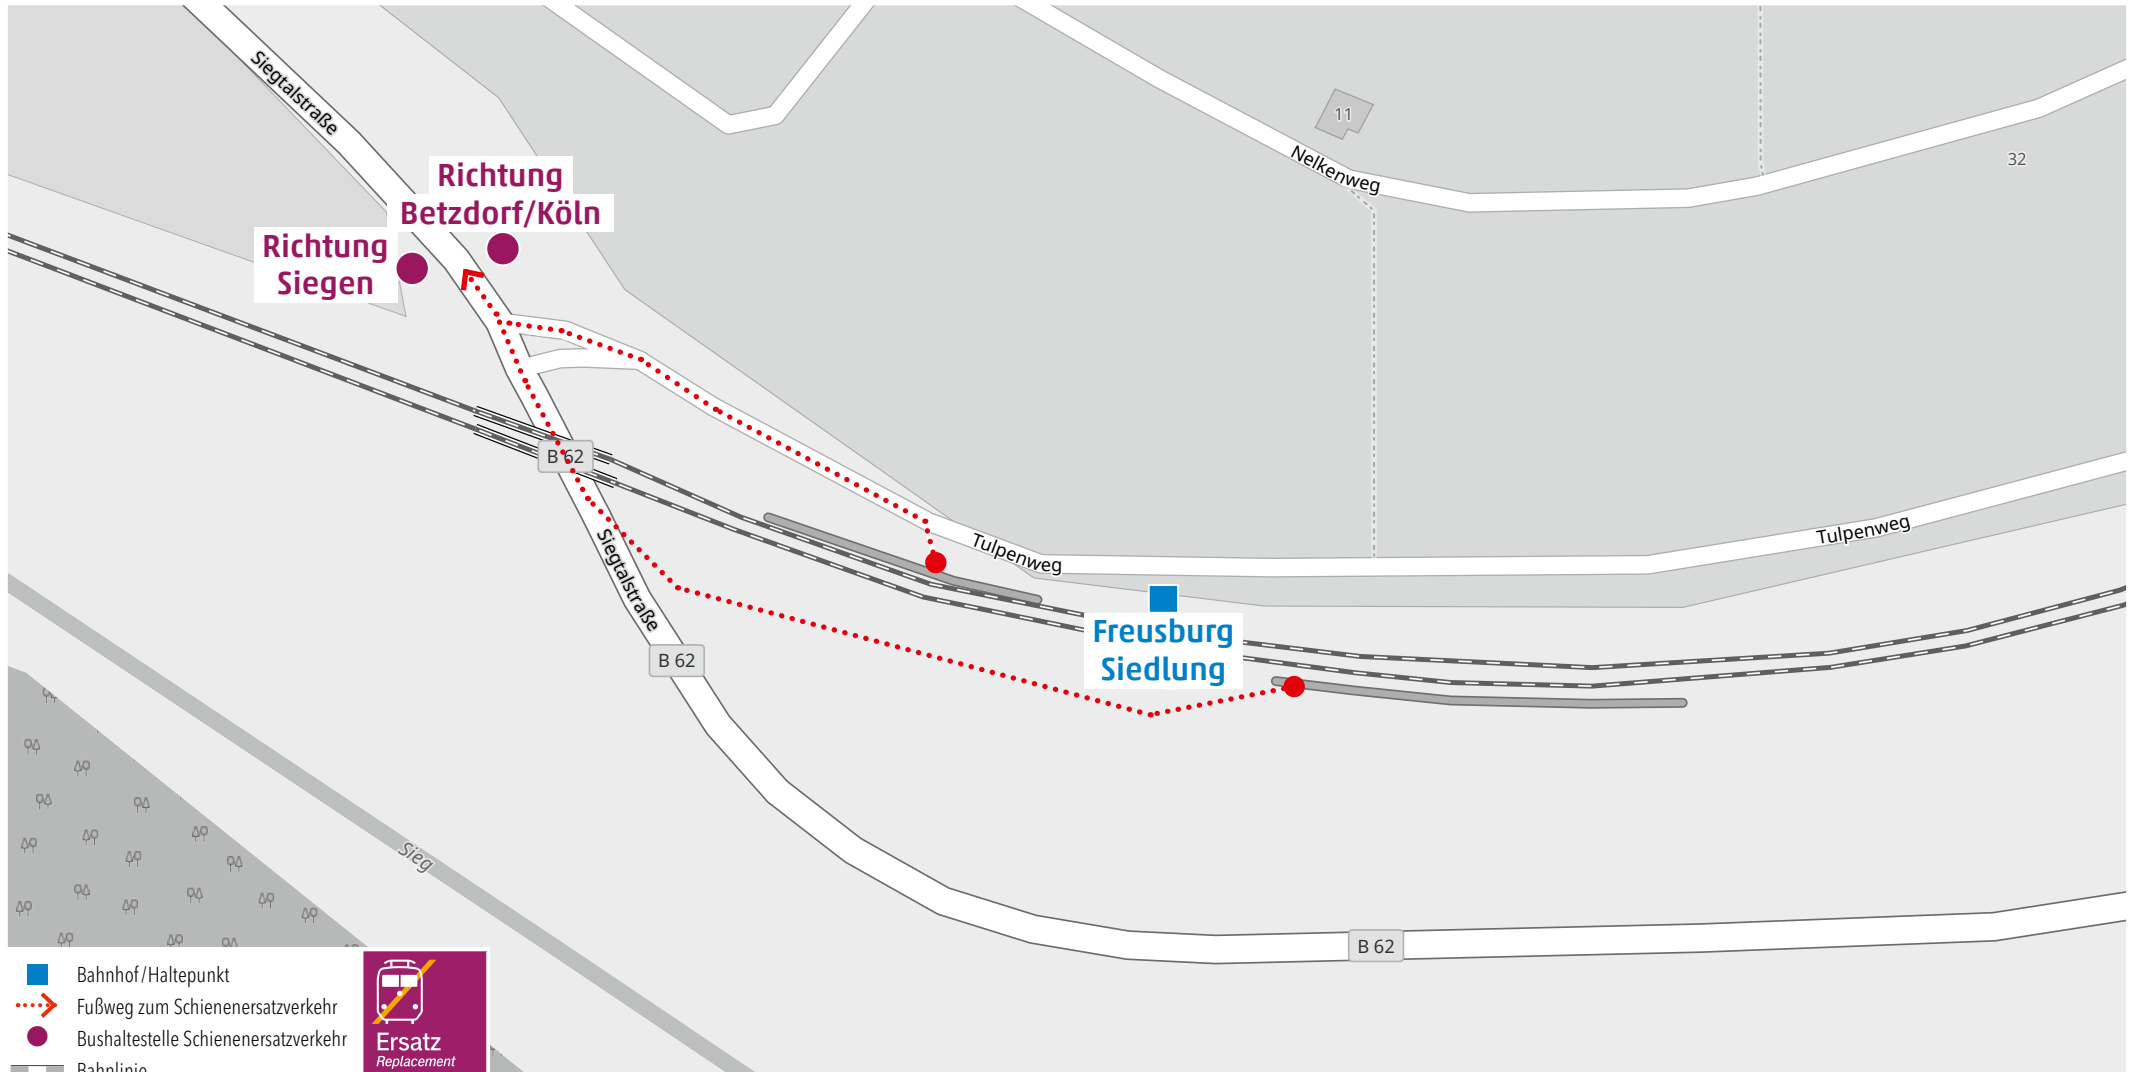 Siegtalstraße
11
Nelkenweg
32
Richtung
Betzdorf/Köln
Richtung
Siegen
B 62
Tulpenweg
Tulpenweg
Siegtalstraße
Freusburg
Siedlung
B 62
Sieg
B 62
Bahnhof/Haltepunkt
Fußweg zum Schienenersatzverkehr
Bushaltestelle Schienenersatzverkehr
Bahnlinie
Ersatz
Replacement